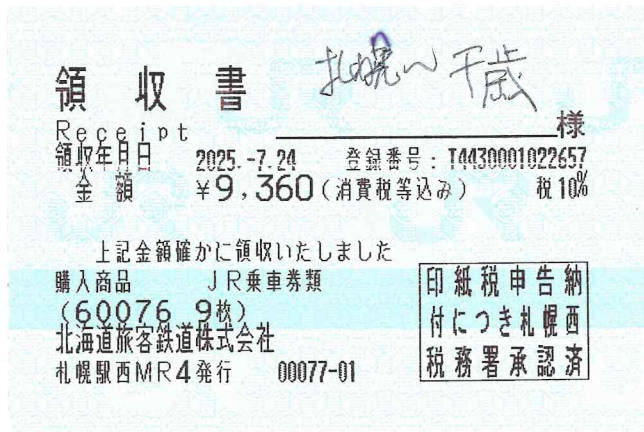 札幌〜千歳
領収書
Receipt
様
領収年月日 2025.-7.24 登録番号：T4430001022657
金額 ¥9,360(消費税等込み) 税10%
上記金額確かに領収いたしました
購入商品 JR乗車券類
(60076 9枚)
北海道旅客鉄道株式会社
札幌駅西MR4発行 00077-01
印紙税申告納
付につき札幌西
税務署承認済